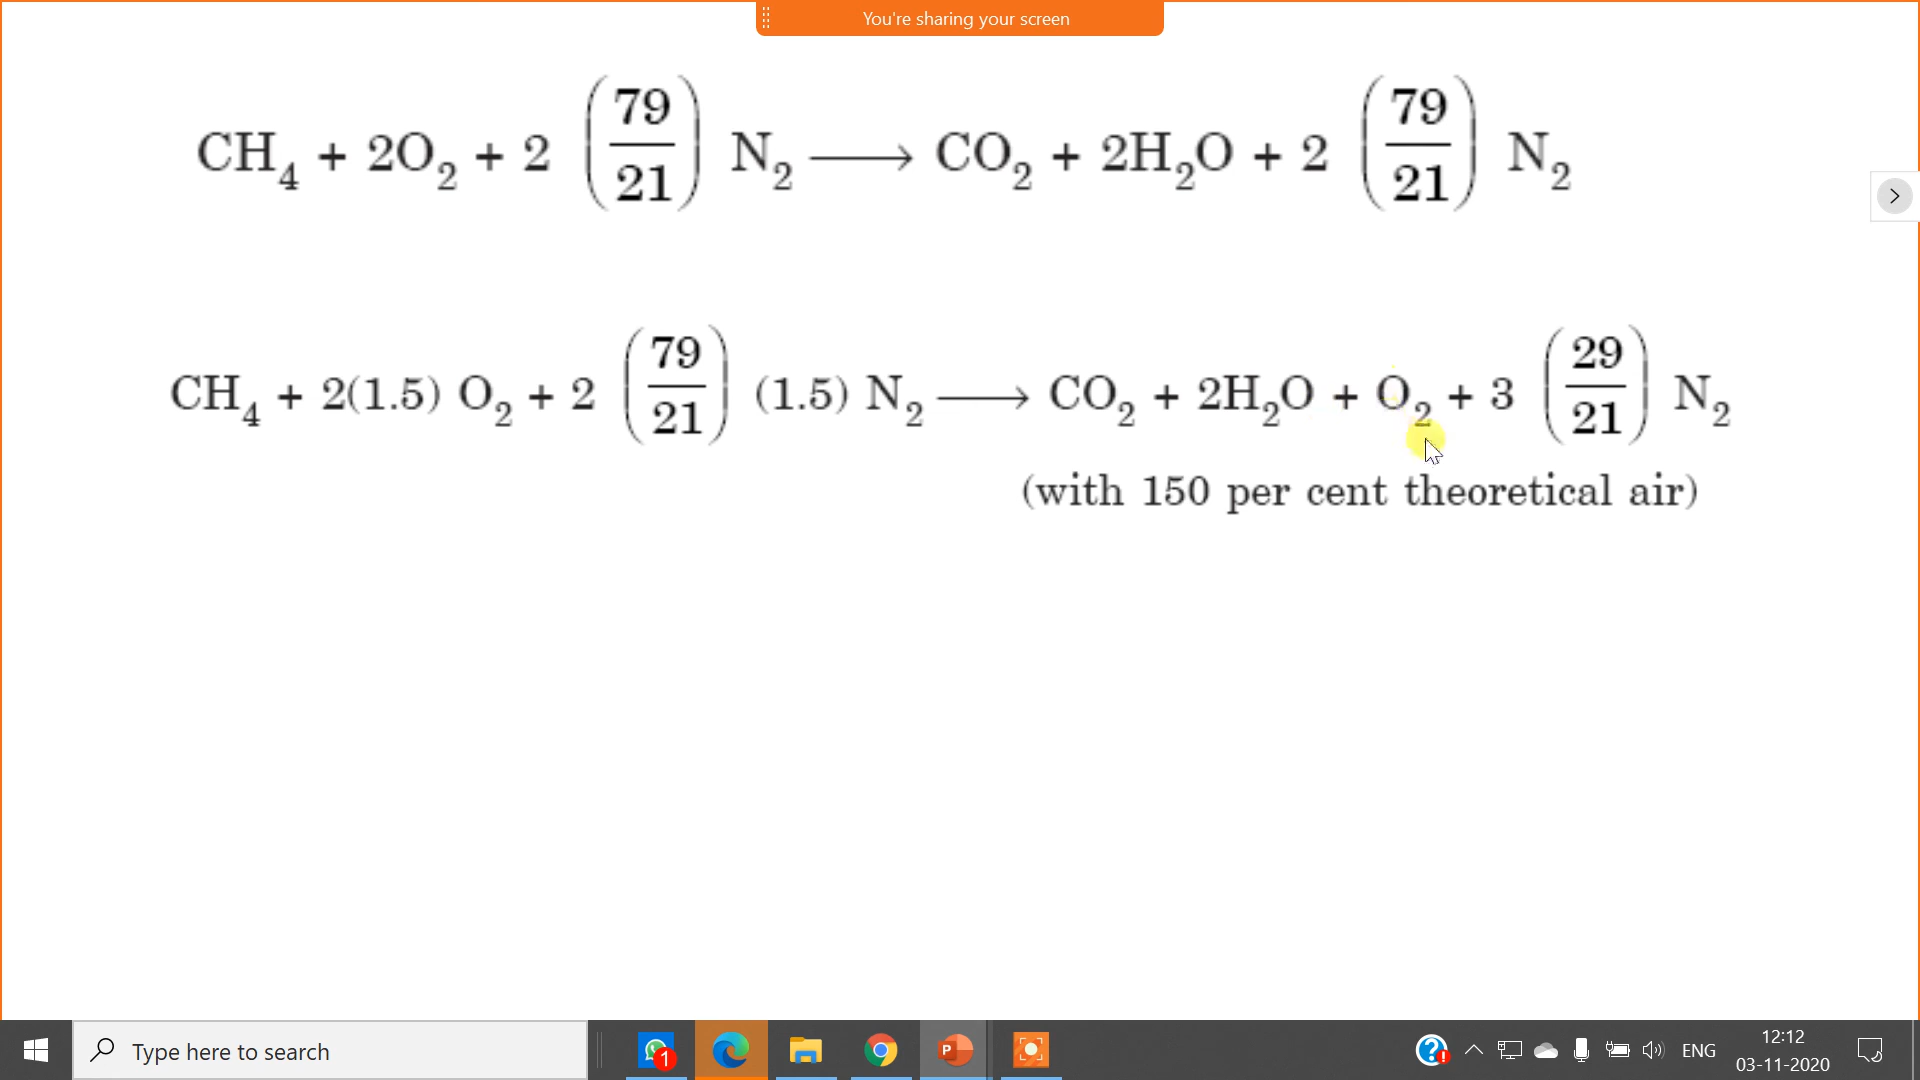 You're sharing your screen
CH₄ + 2O₂ + 2 (79/21) N₂ ⟶ CO₂ + 2H₂O + 2 (79/21) N₂
CH₄ + 2(1.5) O₂ + 2 (79/21) (1.5) N₂ ⟶ CO₂ + 2H₂O + O₂ + 3 (29/21) N₂
(with 150 per cent theoretical air)
Type here to search
1
P
ENG
12:12
03-11-2020